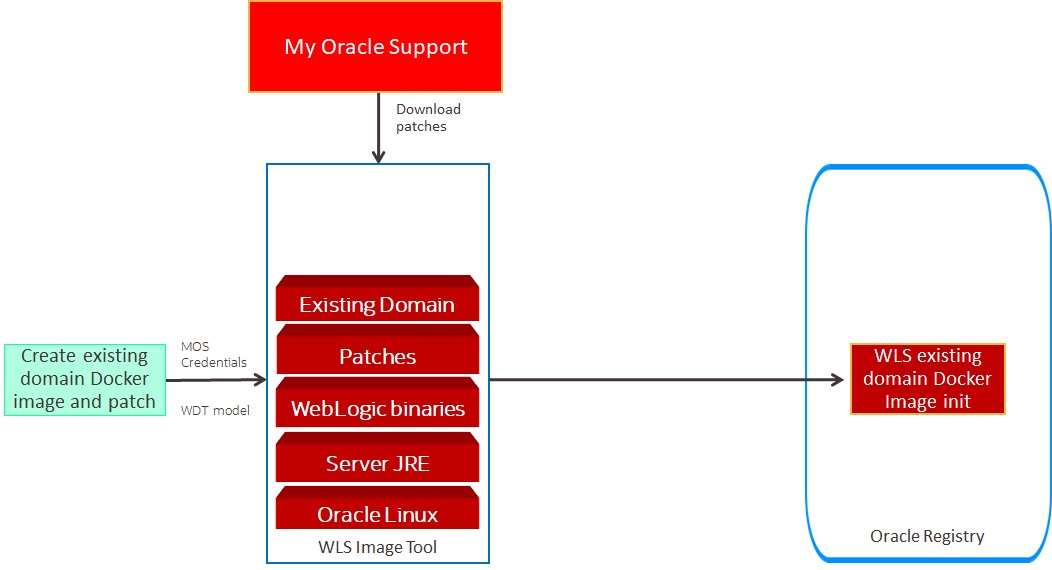 My Oracle Support
Download
patches
Existing Domain
Patches
WebLogic binaries
Server JRE
Oracle Linux
WLS Image Tool
Create existing
domain Docker
image and patch
MOS
Credentials
WDT model
WLS existing
domain Docker
Image init
Oracle Registry